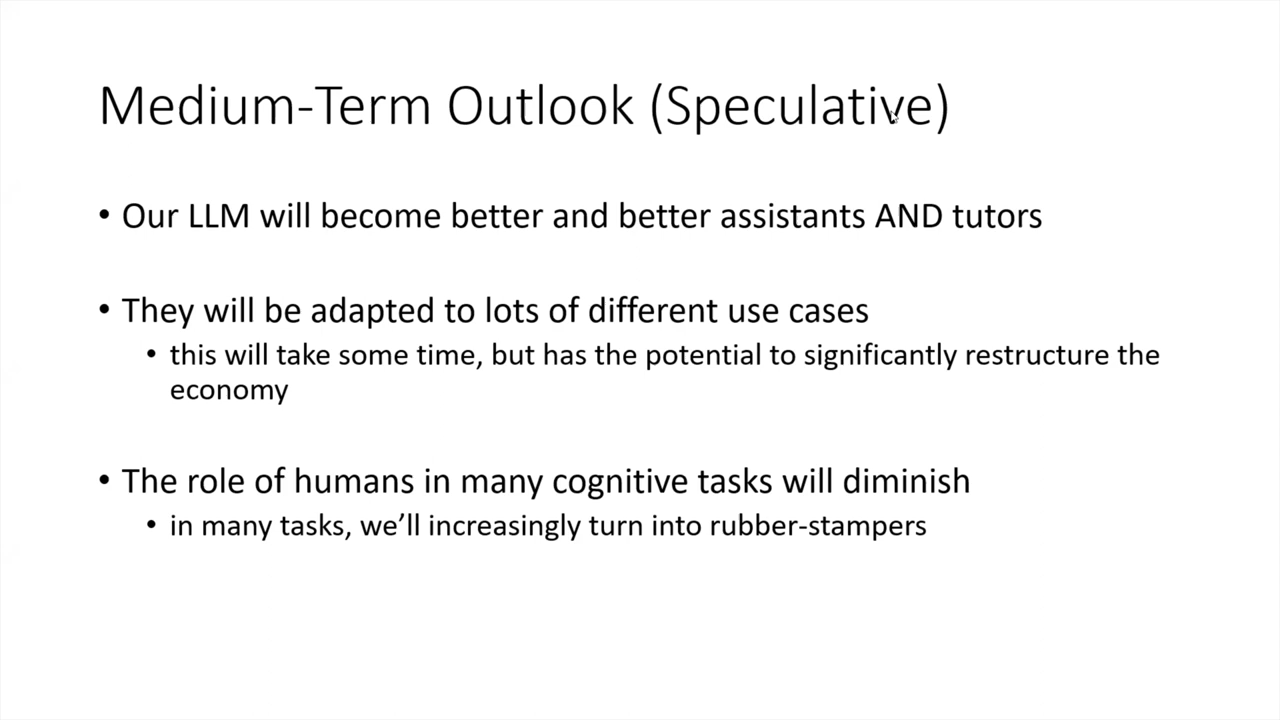 Medium-Term Outlook (Speculative)
• Our LLM will become better and better assistants AND tutors
• They will be adapted to lots of different use cases
• this will take some time, but has the potential to significantly restructure the
economy
• The role of humans in many cognitive tasks will diminish
• in many tasks, we’ll increasingly turn into rubber-stampers